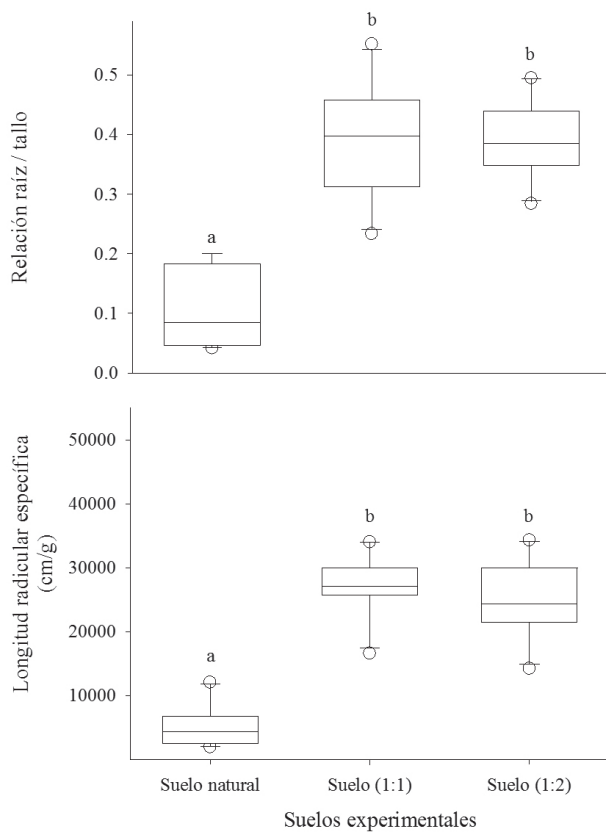 Relación raíz / tallo
0.5
0.4
0.3
0.2
0.1
0.0
a
b
b
Longitud radicular específica
(cm/g)
50000
40000
30000
20000
10000
a
b
b
Suelo natural
Suelo (1:1)
Suelo (1:2)
Suelos experimentales